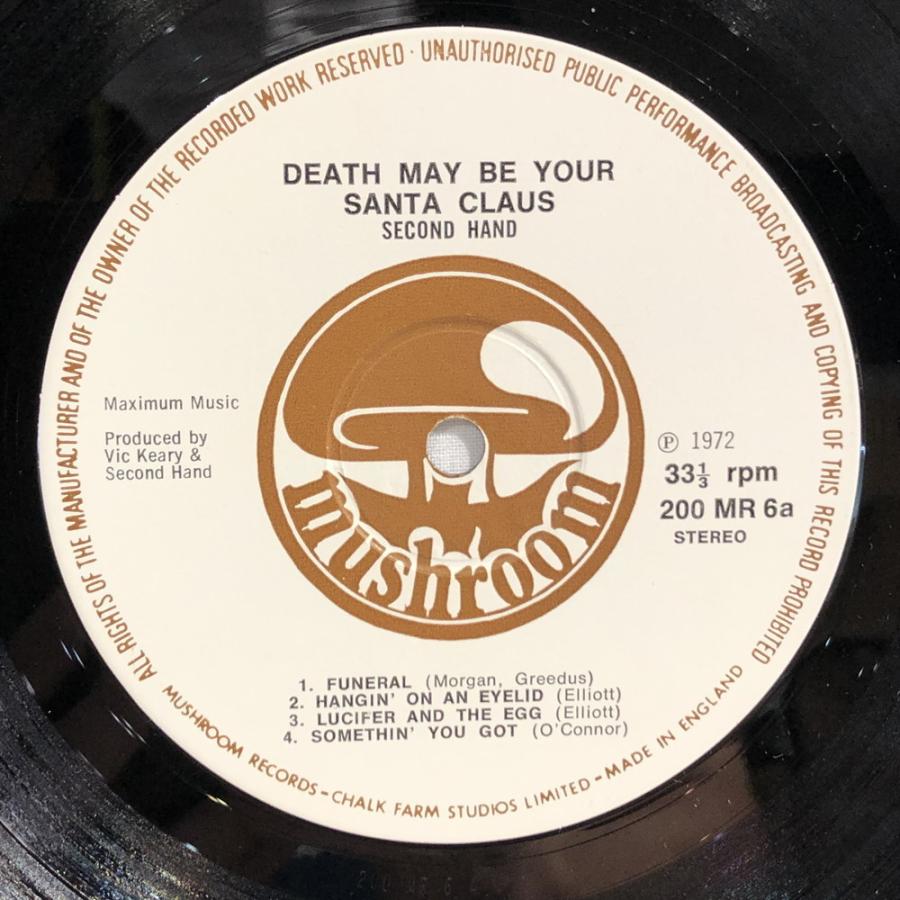 ALL RIGHTS OF THE MANUFACTURER AND OF THE OWNER OF THE RECORDED WORK RESERVED · UNAUTHORISED PUBLIC PERFORMANCE BROADCASTING AND COPYING OF THIS RECORD PROHIBITED
DEATH MAY BE YOUR
SANTA CLAUS
SECOND HAND
Maximum Music
Produced by
Vic Keary &
Second Hand
℗ 1972
33⅓ rpm
200 MR 6a
STEREO
mushroom
1. FUNERAL (Morgan, Greedus)
2. HANGIN' ON AN EYELID (Elliott)
3. LUCIFER AND THE EGG (Elliott)
4. SOMETHIN' YOU GOT (O'Connor)
MUSHROOM RECORDS – CHALK FARM STUDIOS LIMITED – MADE IN ENGLAND